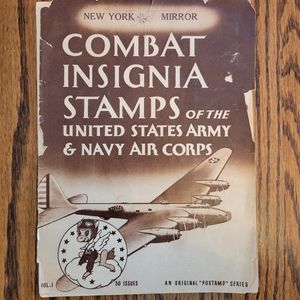 NEW YORK MIRROR
COMBAT
INSIGNIA
STAMPS OF THE
UNITED STATES ARMY
& NAVY AIR CORPS
VOL. I 50 ISSUES AN ORIGINAL "POSTAMP" SERIES